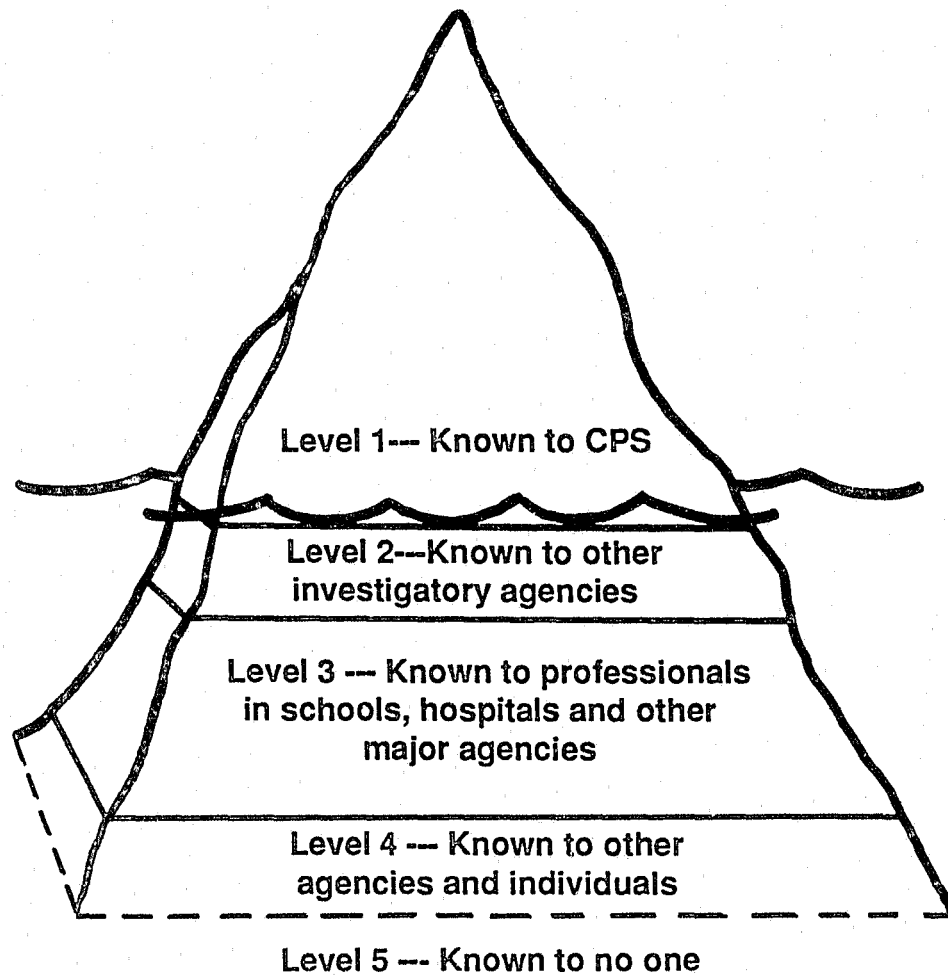 Level 1--- Known to CPS
Level 2---Known to other
investigatory agencies
Level 3 --- Known to professionals
in schools, hospitals and other
major agencies
Level 4 --- Known to other
agencies and individuals
Level 5 --- Known to no one